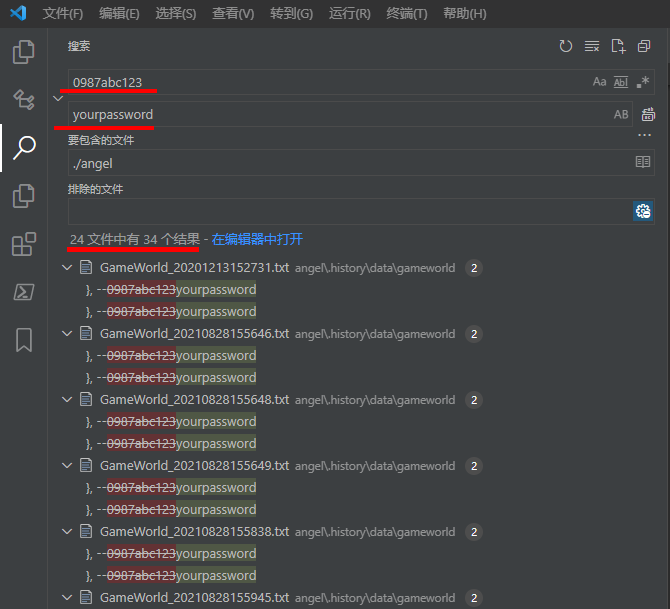 文件(F) 编辑(E) 选择(S) 查看(V) 转到(G) 运行(R) 终端(T) 帮助(H)
搜索
0987abc123 Aa Abl .*
yourpassword AB
要包含的文件 ...
./angel
排除的文件
24 文件中有 34 个结果 - 在编辑器中打开
GameWorld_20201213152731.txt angel\.history\data\gameworld 2
}, --0987abc123yourpassword
}, --0987abc123yourpassword
GameWorld_20210828155646.txt angel\.history\data\gameworld 2
}, --0987abc123yourpassword
}, --0987abc123yourpassword
GameWorld_20210828155648.txt angel\.history\data\gameworld 2
}, --0987abc123yourpassword
}, --0987abc123yourpassword
GameWorld_20210828155649.txt angel\.history\data\gameworld 2
}, --0987abc123yourpassword
}, --0987abc123yourpassword
GameWorld_20210828155838.txt angel\.history\data\gameworld 2
}, --0987abc123yourpassword
}, --0987abc123yourpassword
GameWorld_20210828155945.txt angel\.history\data\gameworld 2